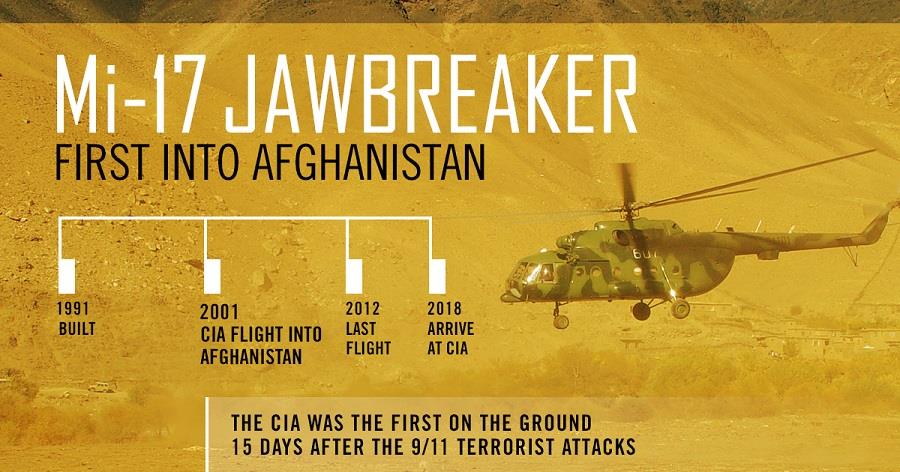 Mi-17 JAWBREAKER
FIRST INTO AFGHANISTAN
1991
BUILT
2001
CIA FLIGHT INTO
AFGHANISTAN
2012
LAST
FLIGHT
2018
ARRIVE
AT CIA
607
THE CIA WAS THE FIRST ON THE GROUND
15 DAYS AFTER THE 9/11 TERRORIST ATTACKS